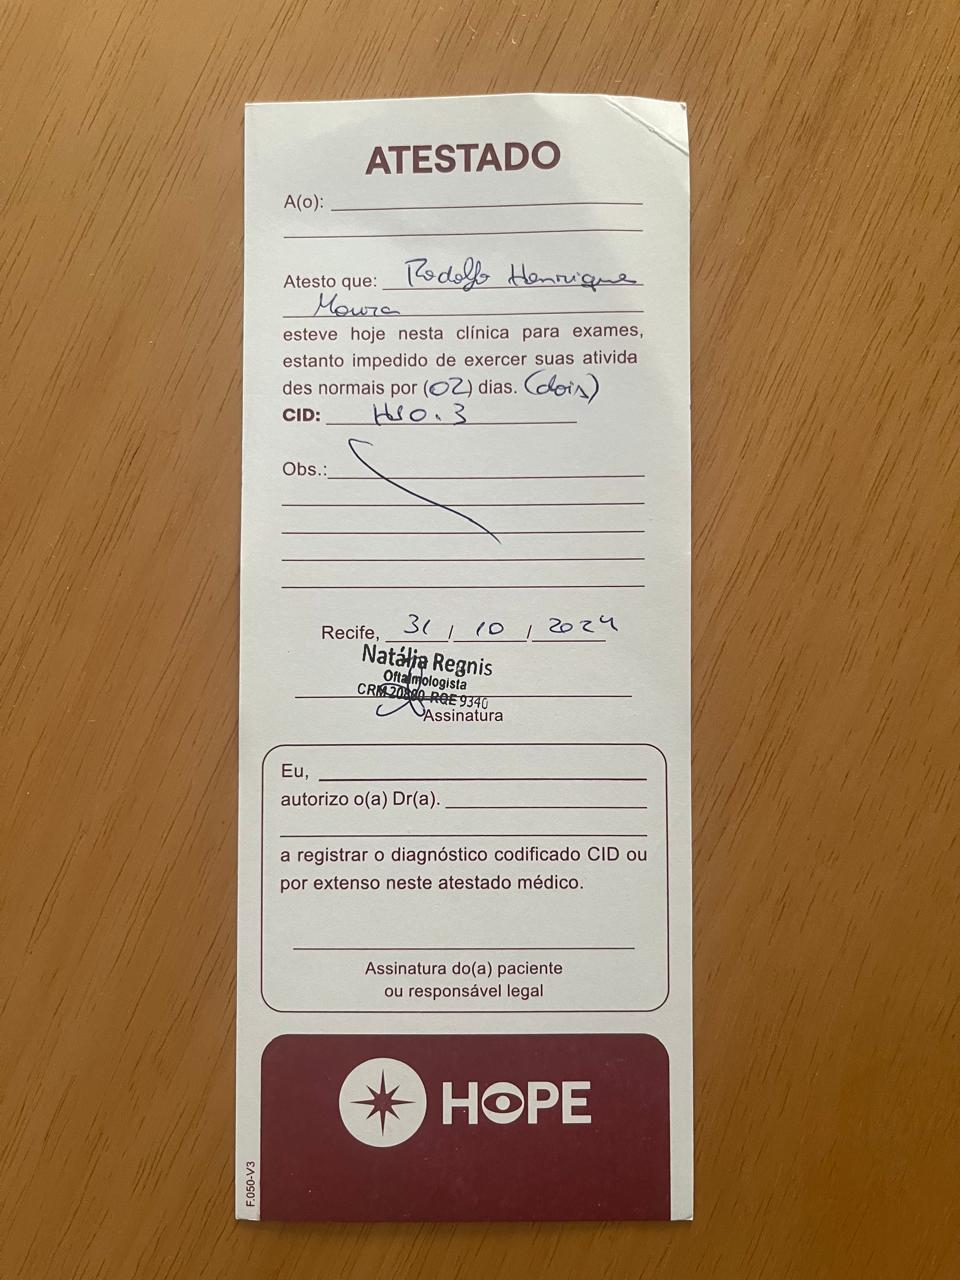 ATESTADO
A(o):
Atesto que: Rodolfo Henrique
Moura
esteve hoje nesta clínica para exames,
estanto impedido de exercer suas ativida
des normais por (02) dias. (dois)
CID: H10.3
Obs.:
Recife, 31 / 10 / 2024
Natália Regnis
Oftalmologista
CRM RQE 9340
Assinatura
Eu,
autorizo o(a) Dr(a).
a registrar o diagnóstico codificado CID ou
por extenso neste atestado médico.
Assinatura do(a) paciente
ou responsável legal
HOPE
F.050-V3